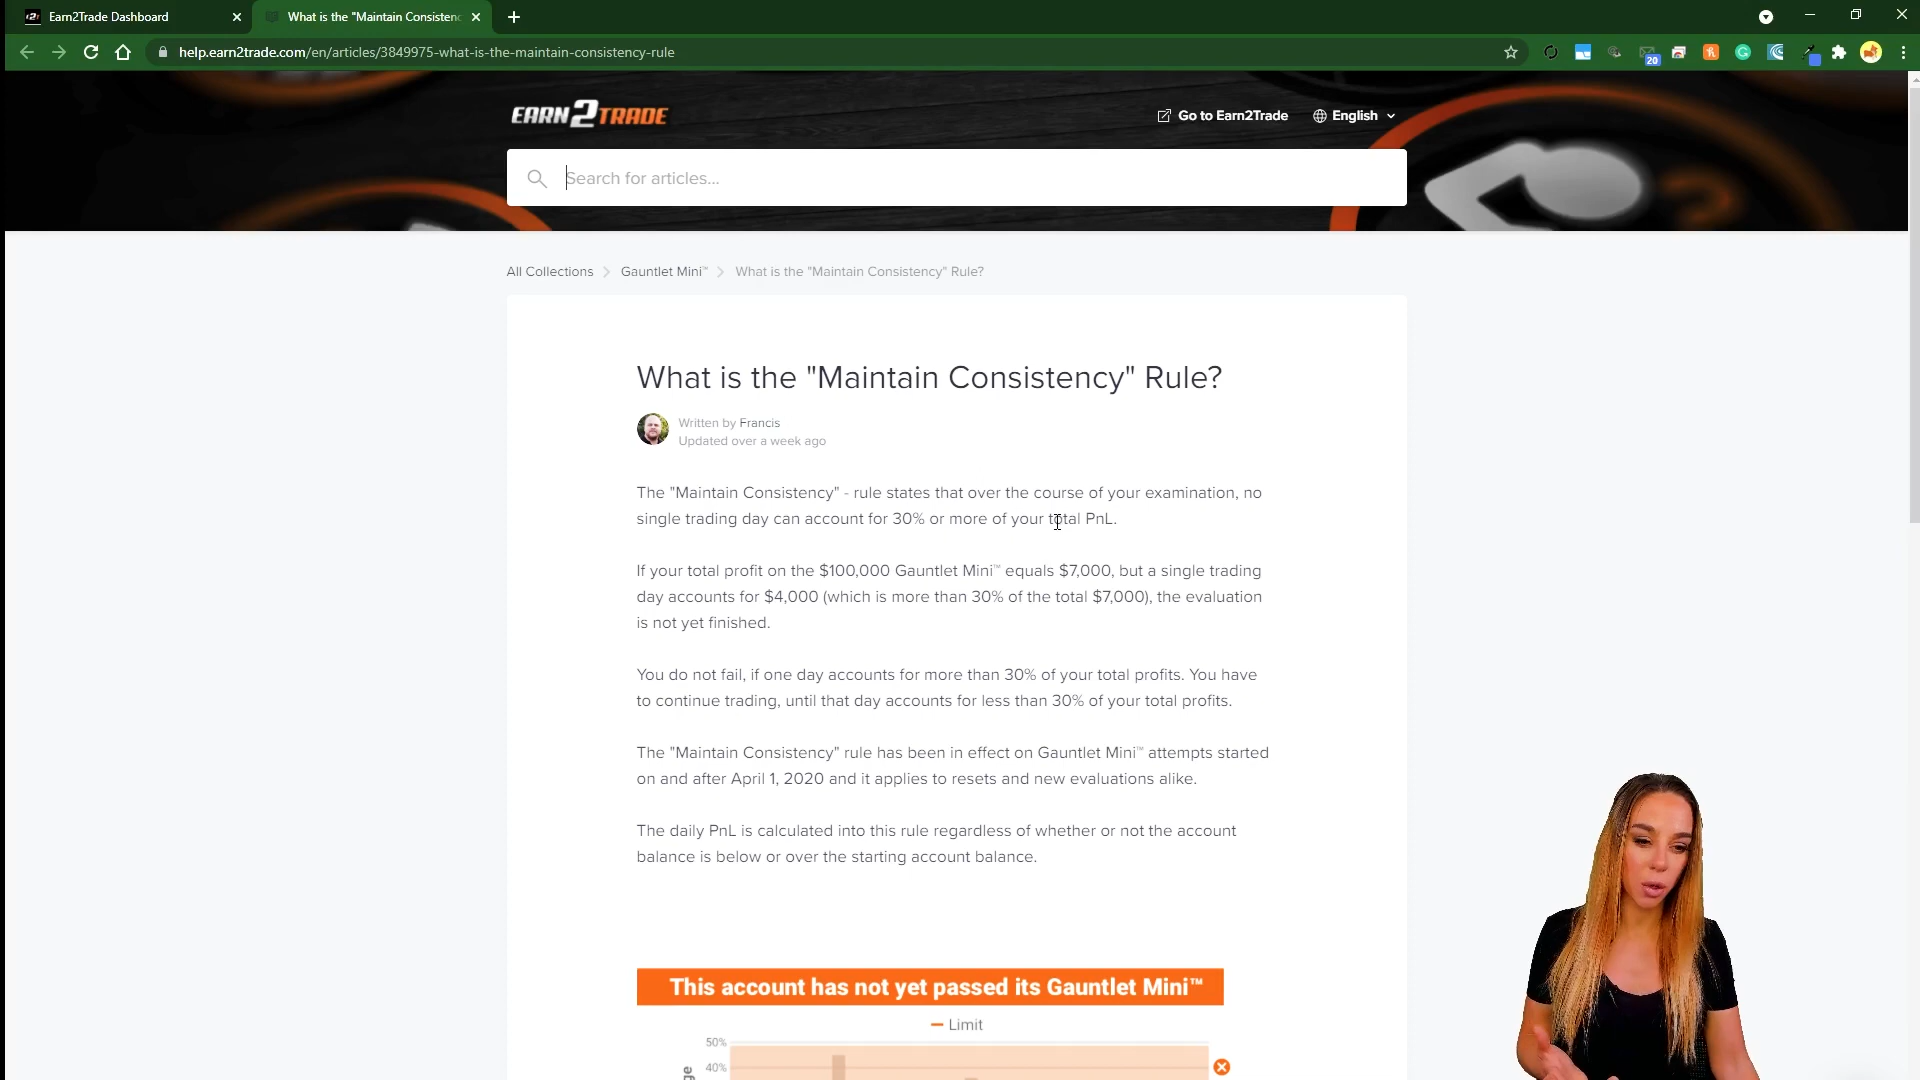 Earn2Trade Dashboard
What is the "Maintain Consistenc
help.earn2trade.com/en/articles/3849975-what-is-the-maintain-consistency-rule
20
EARN2TRADE
Go to Earn2Trade
English
Search for articles...
All Collections
Gauntlet Mini™
What is the "Maintain Consistency" Rule?
What is the "Maintain Consistency" Rule?
Written by Francis
Updated over a week ago
The "Maintain Consistency" - rule states that over the course of your examination, no
single trading day can account for 30% or more of your total PnL.
If your total profit on the $100,000 Gauntlet Mini™ equals $7,000, but a single trading
day accounts for $4,000 (which is more than 30% of the total $7,000), the evaluation
is not yet finished.
You do not fail, if one day accounts for more than 30% of your total profits. You have
to continue trading, until that day accounts for less than 30% of your total profits.
The "Maintain Consistency" rule has been in effect on Gauntlet Mini™ attempts started
on and after April 1, 2020 and it applies to resets and new evaluations alike.
The daily PnL is calculated into this rule regardless of whether or not the account
balance is below or over the starting account balance.
This account has not yet passed its Gauntlet Mini™
Limit
50%
40%